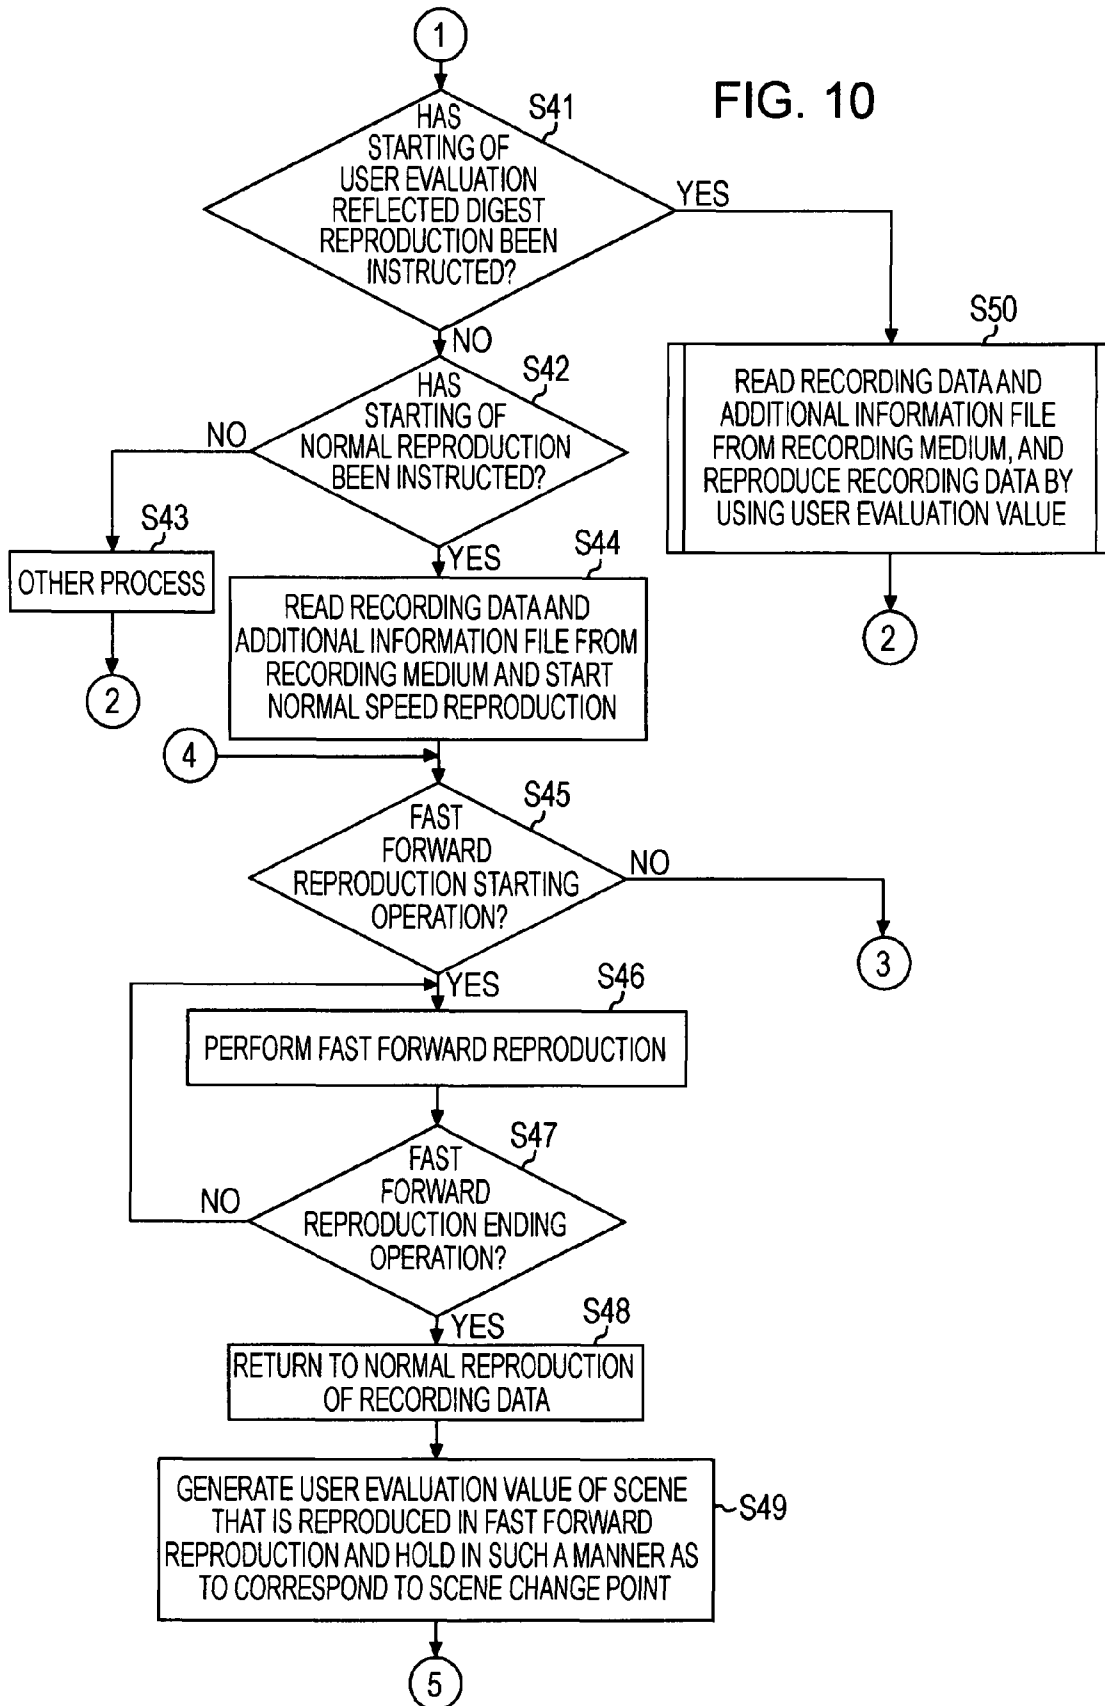 1
FIG. 10
S41
HAS
STARTING OF
USER EVALUATION
REFLECTED DIGEST
REPRODUCTION BEEN
INSTRUCTED?
YES
NO
S50
READ RECORDING DATA AND
ADDITIONAL INFORMATION FILE
FROM RECORDING MEDIUM, AND
REPRODUCE RECORDING DATA BY
USING USER EVALUATION VALUE
2
S42
HAS
STARTING OF
NORMAL REPRODUCTION
BEEN INSTRUCTED?
NO
YES
S43
OTHER PROCESS
2
S44
READ RECORDING DATA AND
ADDITIONAL INFORMATION FILE FROM
RECORDING MEDIUM AND START
NORMAL SPEED REPRODUCTION
4
S45
FAST
FORWARD
REPRODUCTION STARTING
OPERATION?
NO
3
YES
S46
PERFORM FAST FORWARD REPRODUCTION
S47
FAST
FORWARD
REPRODUCTION ENDING
OPERATION?
NO
YES
S48
RETURN TO NORMAL REPRODUCTION
OF RECORDING DATA
S49
GENERATE USER EVALUATION VALUE OF SCENE
THAT IS REPRODUCED IN FAST FORWARD
REPRODUCTION AND HOLD IN SUCH A MANNER AS
TO CORRESPOND TO SCENE CHANGE POINT
5